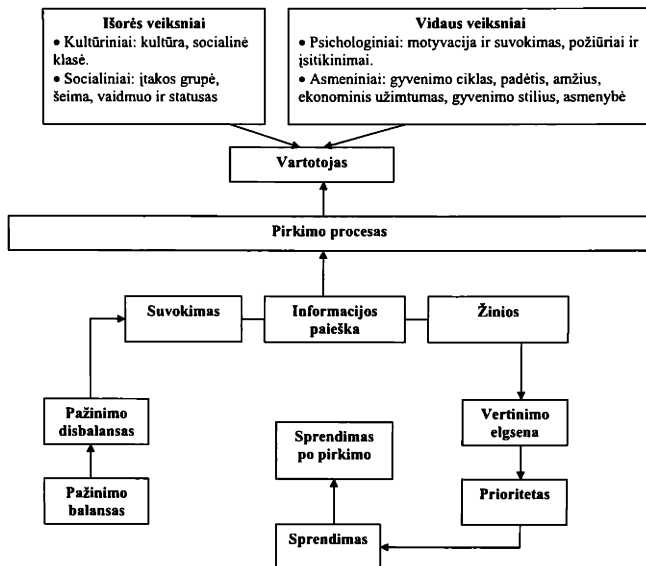 Išorės veiksniai
• Kultūriniai: kultūra, socialinė
klasė.
• Socialiniai: įtakos grupė,
šeima, vaidmuo ir statusas
Vidaus veiksniai
• Psichologiniai: motyvacija ir suvokimas, požiūriai ir
įsitikinimai.
• Asmeniniai: gyvenimo ciklas, padėtis, amžius,
ekonominis užimtumas, gyvenimo stilius, asmenybė
Vartotojas
Pirkimo procesas
Suvokimas
Informacijos
paieška
Žinios
Pažinimo
disbalansas
Sprendimas
po pirkimo
Vertinimo
elgsena
Pažinimo
balansas
Prioritetas
Sprendimas